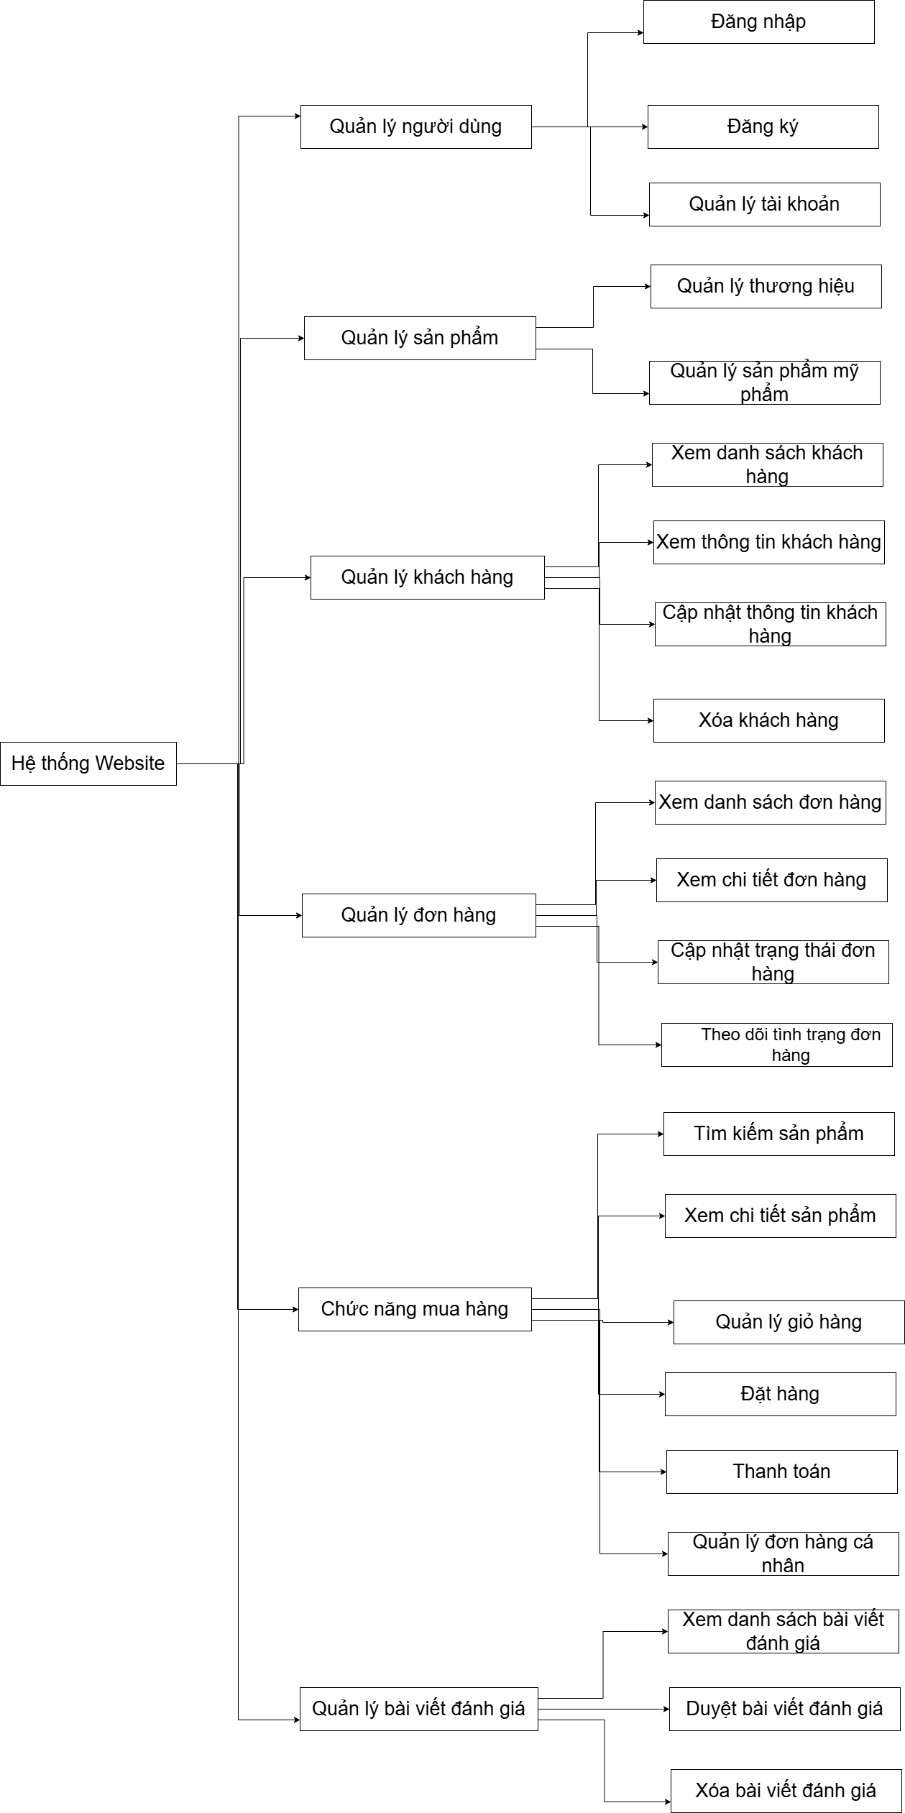 Đăng nhập
Quản lý người dùng
Đăng ký
Quản lý tài khoản
Quản lý thương hiệu
Quản lý sản phẩm
Quản lý sản phẩm mỹ
phẩm
Xem danh sách khách
hàng
Xem thông tin khách hàng
Quản lý khách hàng
Cập nhật thông tin khách
hàng
Xóa khách hàng
Hệ thống Website
Xem danh sách đơn hàng
Xem chi tiết đơn hàng
Quản lý đơn hàng
Cập nhật trạng thái đơn
hàng
Theo dõi tình trạng đơn
hàng
Tìm kiếm sản phẩm
Xem chi tiết sản phẩm
Chức năng mua hàng
Quản lý giỏ hàng
Đặt hàng
Thanh toán
Quản lý đơn hàng cá
nhân
Xem danh sách bài viết
đánh giá
Quản lý bài viết đánh giá
Duyệt bài viết đánh giá
Xóa bài viết đánh giá